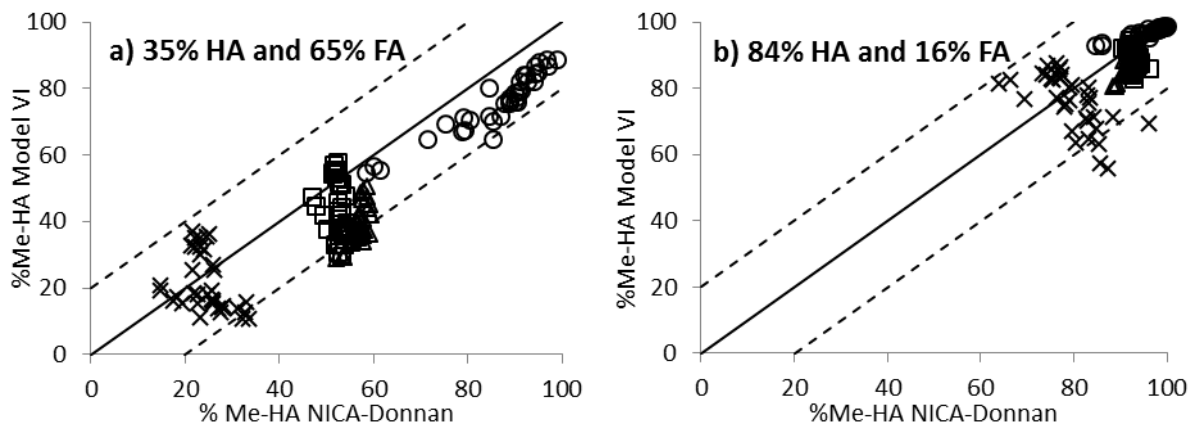 a) 35% HA and 65% FA
%Me-HA Model VI
100
80
60
40
20
0
0 20 40 60 80 100
% Me-HA NICA-Donnan
b) 84% HA and 16% FA
%Me-HA Model VI
100
80
60
40
20
0
0 20 40 60 80 100
%Me-HA NICA-Donnan